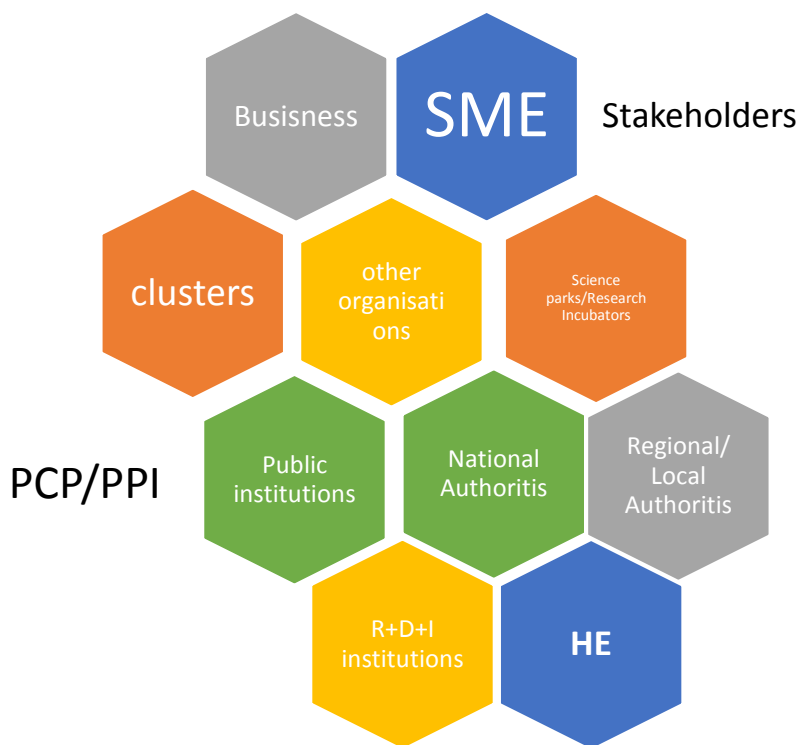 Busisness
SME
Stakeholders
clusters
other
organisati
ons
Science
parks/Research
Incubators
PCP/PPI
Public
institutions
National
Authoritis
Regional/
Local
Authoritis
R+D+I
institutions
HE